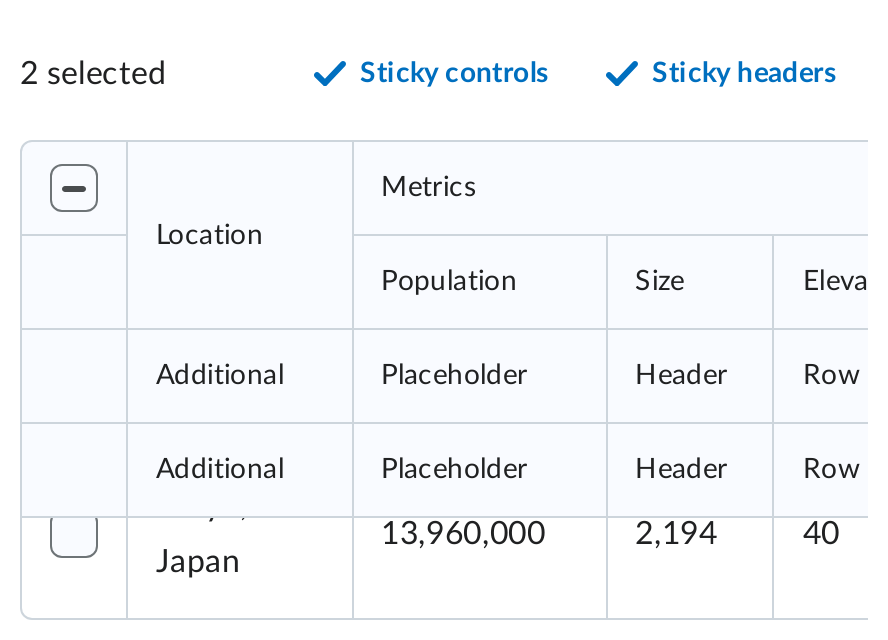 2 selected Sticky controls Sticky headers
Metrics
Location
Population Size Eleva
Additional Placeholder Header Row
Additional Placeholder Header Row
13,960,000 2,194 40
Japan